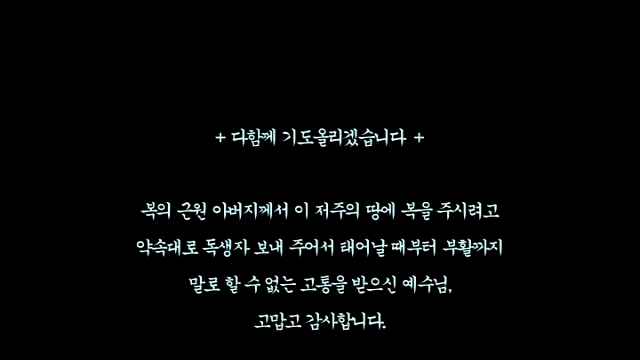 + 다함께 기도올리겠습니다 +
복의 근원 아버지께서 이 저주의 땅에 복을 주시려고
약속대로 독생자 보내 주어서 태어날 때부터 부활까지
말로 할 수 없는 고통을 받으신 예수님,
고맙고 감사합니다.